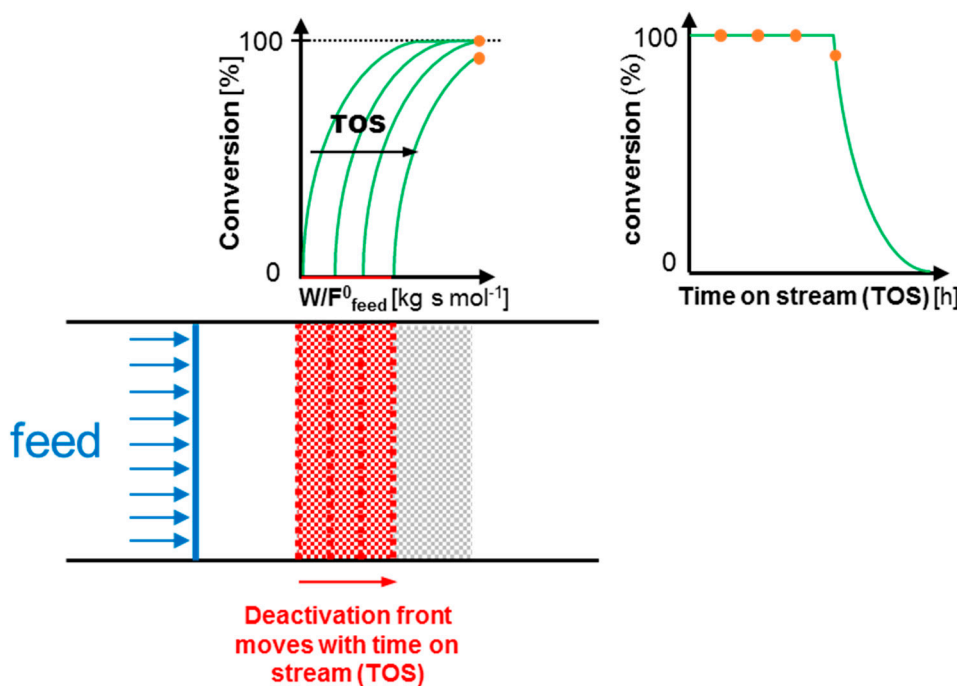 100
Conversion [%]
TOS
0
W/F⁰feed [kg s mol⁻¹]
100
conversion (%)
0
Time on stream (TOS) [h]
feed
Deactivation front
moves with time on
stream (TOS)